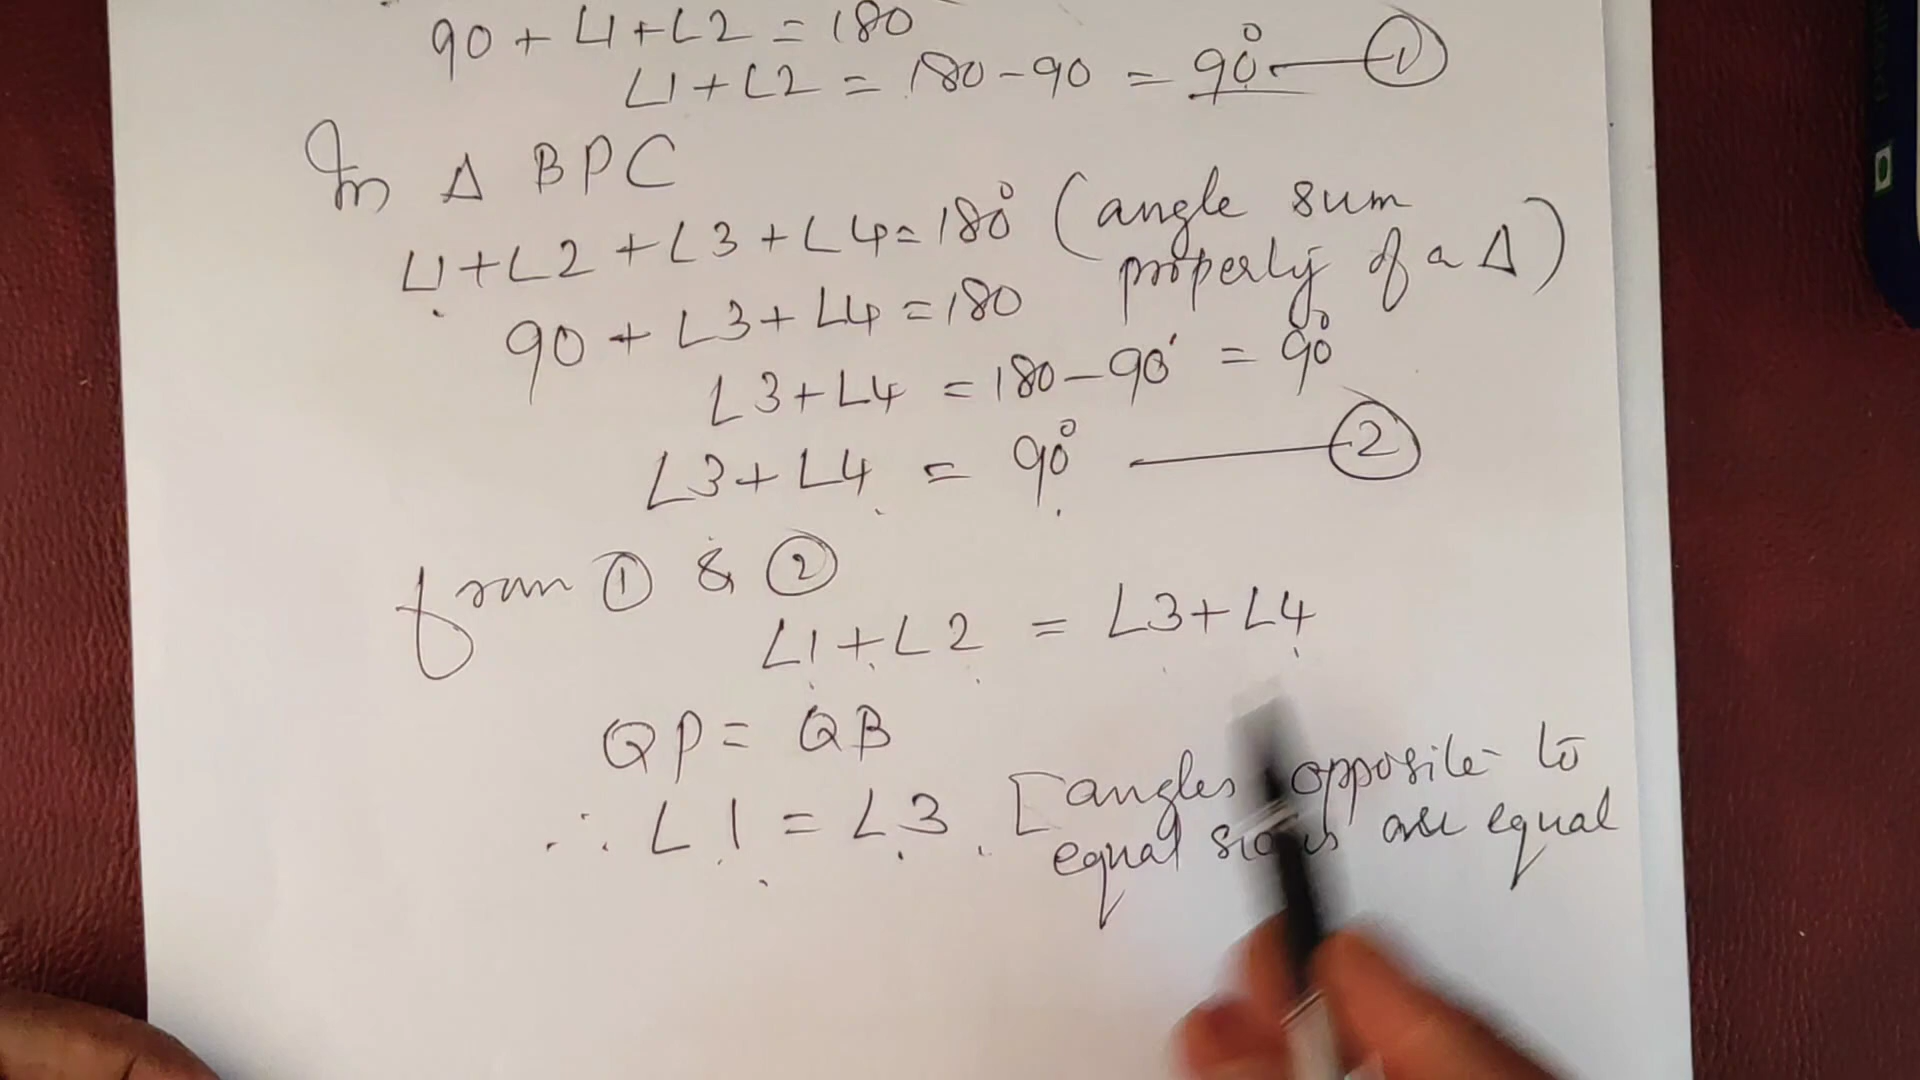 90 + ∠1 + ∠2 = 180
∠1 + ∠2 = 180 - 90 = 90° — ①
In Δ BPC
∠1 + ∠2 + ∠3 + ∠4 = 180° (angle sum
property of a Δ)
90 + ∠3 + ∠4 = 180
∠3 + ∠4 = 180 - 90 = 90°
∠3 + ∠4 = 90° — ②
from ① & ②
∠1 + ∠2 = ∠3 + ∠4
QP = QB
∴ ∠1 = ∠3 [angles opposite to
equal sides are equal